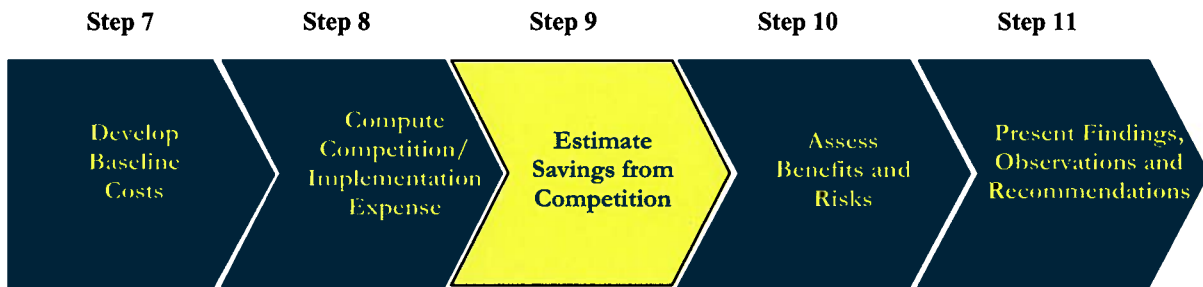 Step 7
Step 8
Step 9
Step 10
Step 11
Develop
Baseline
Costs
Compute
Competition/
Implementation
Expense
Estimate
Savings from
Competition
Assess
Benefits and
Risks
Present Findings,
Observations and
Recommendations